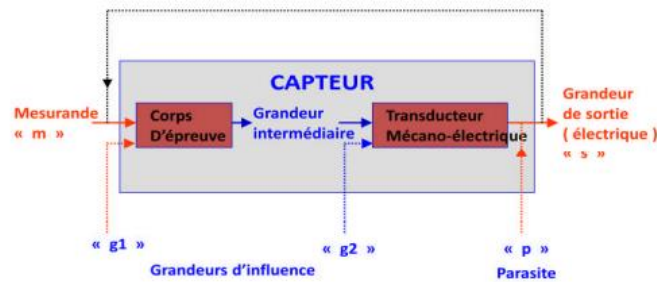 CAPTEUR
Mesurande
« m »
Corps
D'épreuve
Grandeur
intermédiaire
Transducteur
Mécano-électrique
Grandeur
de sortie
( électrique )
« s »
« g1 »
« g2 »
« p »
Grandeurs d'influence
Parasite